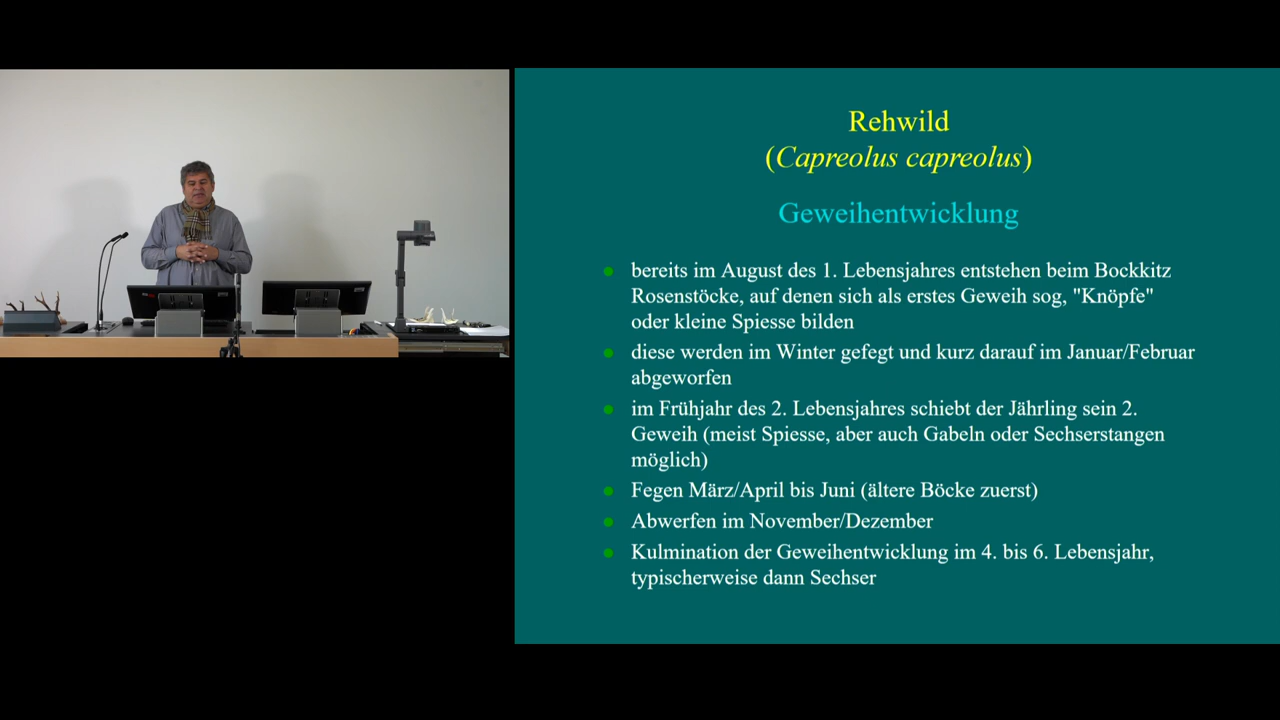 Rehwild
(Capreolus capreolus)
Geweihentwicklung
bereits im August des 1. Lebensjahres entstehen beim Bockkitz
Rosenstöcke, auf denen sich als erstes Geweih sog, "Knöpfe"
oder kleine Spiesse bilden
diese werden im Winter gefegt und kurz darauf im Januar/Februar
abgeworfen
im Frühjahr des 2. Lebensjahres schiebt der Jährling sein 2.
Geweih (meist Spiesse, aber auch Gabeln oder Sechserstangen
möglich)
Fegen März/April bis Juni (ältere Böcke zuerst)
Abwerfen im November/Dezember
Kulmination der Geweihentwicklung im 4. bis 6. Lebensjahr,
typischerweise dann Sechser